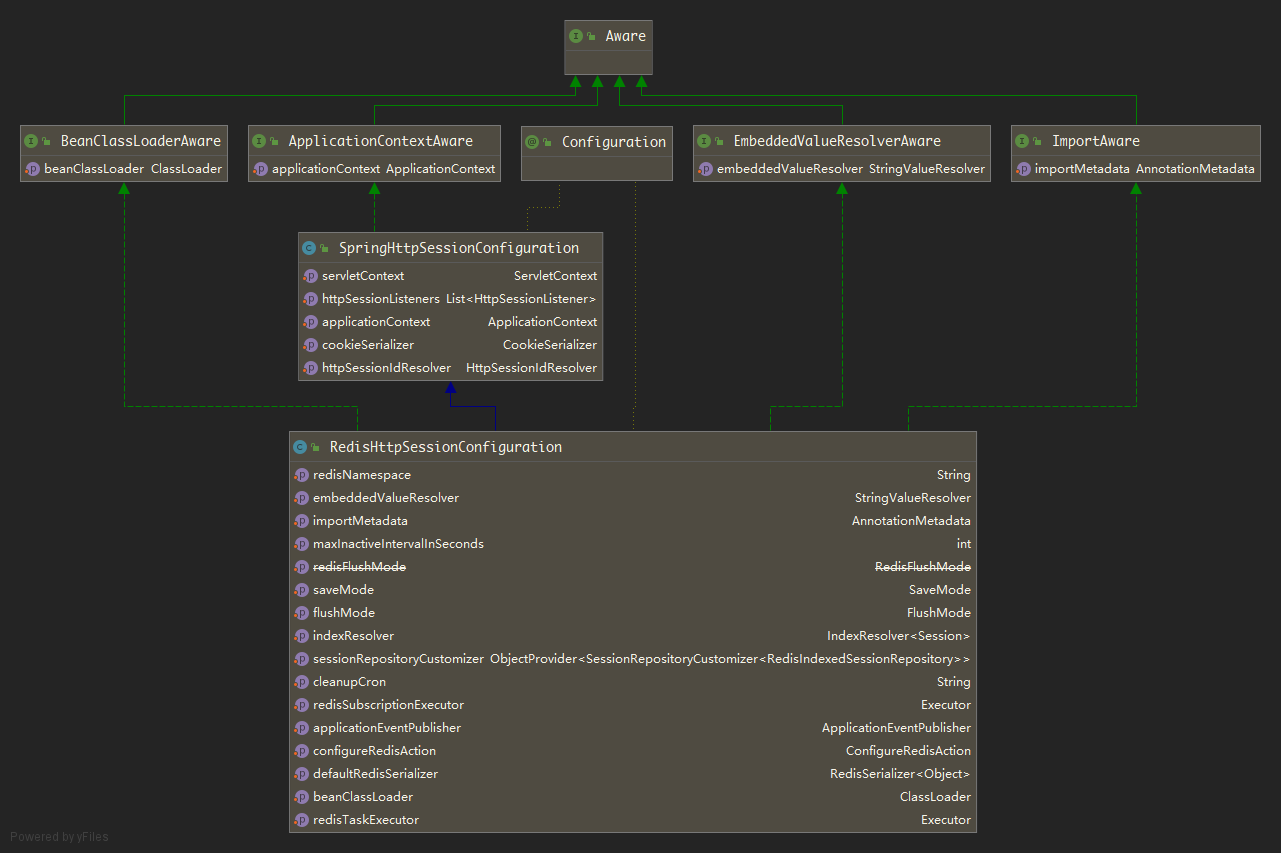 Aware
BeanClassLoaderAware
beanClassLoader ClassLoader
ApplicationContextAware
applicationContext ApplicationContext
Configuration
EmbeddedValueResolverAware
embeddedValueResolver StringValueResolver
ImportAware
importMetadata AnnotationMetadata
SpringHttpSessionConfiguration
servletContext ServletContext
httpSessionListeners List<HttpSessionListener>
applicationContext ApplicationContext
cookieSerializer CookieSerializer
httpSessionIdResolver HttpSessionIdResolver
RedisHttpSessionConfiguration
redisNamespace String
embeddedValueResolver StringValueResolver
importMetadata AnnotationMetadata
maxInactiveIntervalInSeconds int
redisFlushMode RedisFlushMode
saveMode SaveMode
flushMode FlushMode
indexResolver IndexResolver<Session>
sessionRepositoryCustomizer ObjectProvider<SessionRepositoryCustomizer<RedisIndexedSessionRepository>>
cleanupCron String
redisSubscriptionExecutor Executor
applicationEventPublisher ApplicationEventPublisher
configureRedisAction ConfigureRedisAction
defaultRedisSerializer RedisSerializer<Object>
beanClassLoader ClassLoader
redisTaskExecutor Executor
Powered by yFiles